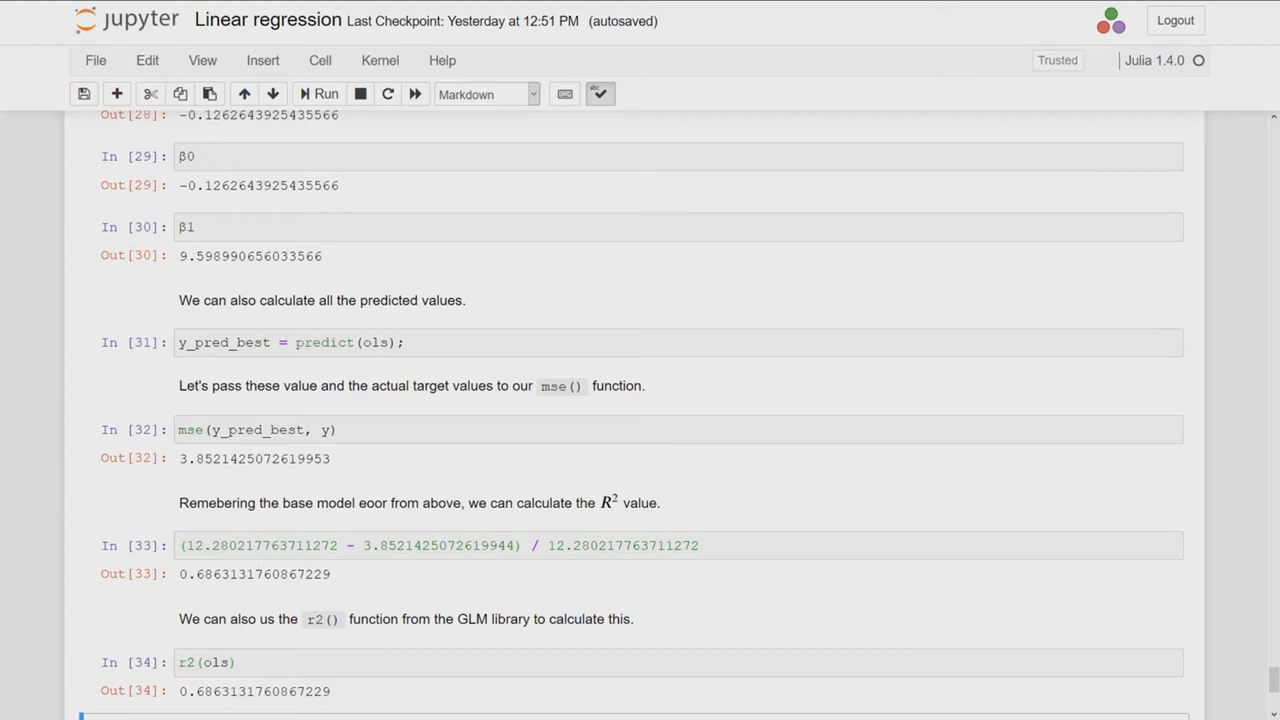 jupyter Linear regression Last Checkpoint: Yesterday at 12:51 PM (autosaved) Logout
File Edit View Insert Cell Kernel Help Trusted Julia 1.4.0
Run Markdown abc
Out[28]: -0.1262643925435566
In [29]: β0
Out[29]: -0.1262643925435566
In [30]: β1
Out[30]: 9.598990656033566
We can also calculate all the predicted values.
In [31]: y_pred_best = predict(ols);
Let's pass these value and the actual target values to our mse() function.
In [32]: mse(y_pred_best, y)
Out[32]: 3.8521425072619953
Remebering the base model eoor from above, we can calculate the R² value.
In [33]: (12.280217763711272 - 3.8521425072619944) / 12.280217763711272
Out[33]: 0.6863131760867229
We can also us the r2() function from the GLM library to calculate this.
In [34]: r2(ols)
Out[34]: 0.6863131760867229